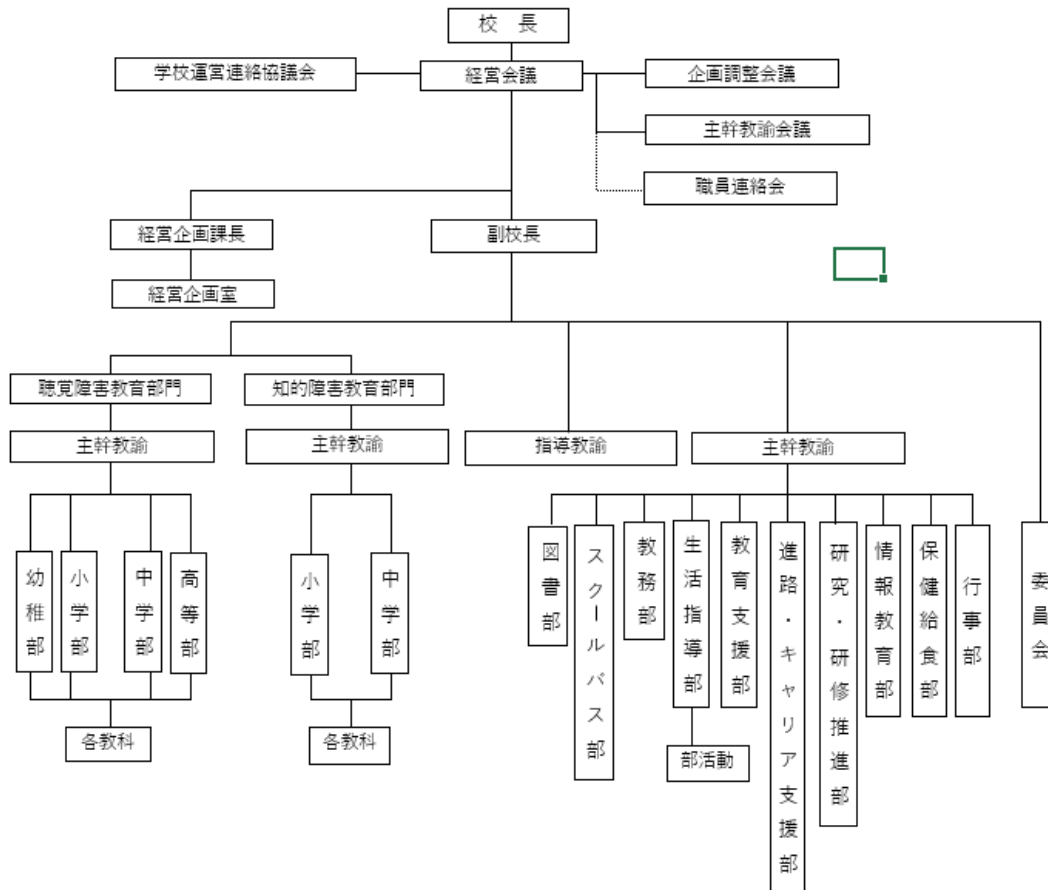 校　長
学校運営連絡協議会
経営会議
企画調整会議
主幹教諭会議
職員連絡会
経営企画課長
副校長
経営企画室
聴覚障害教育部門
知的障害教育部門
主幹教諭
主幹教諭
指導教諭
主幹教諭
幼稚部
小学部
中学部
高等部
小学部
中学部
図書部
スクールバス部
教務部
生活指導部
教育支援部
進路・キャリア支援部
研究・研修推進部
情報教育部
保健給食部
行事部
委員会
各教科
各教科
部活動